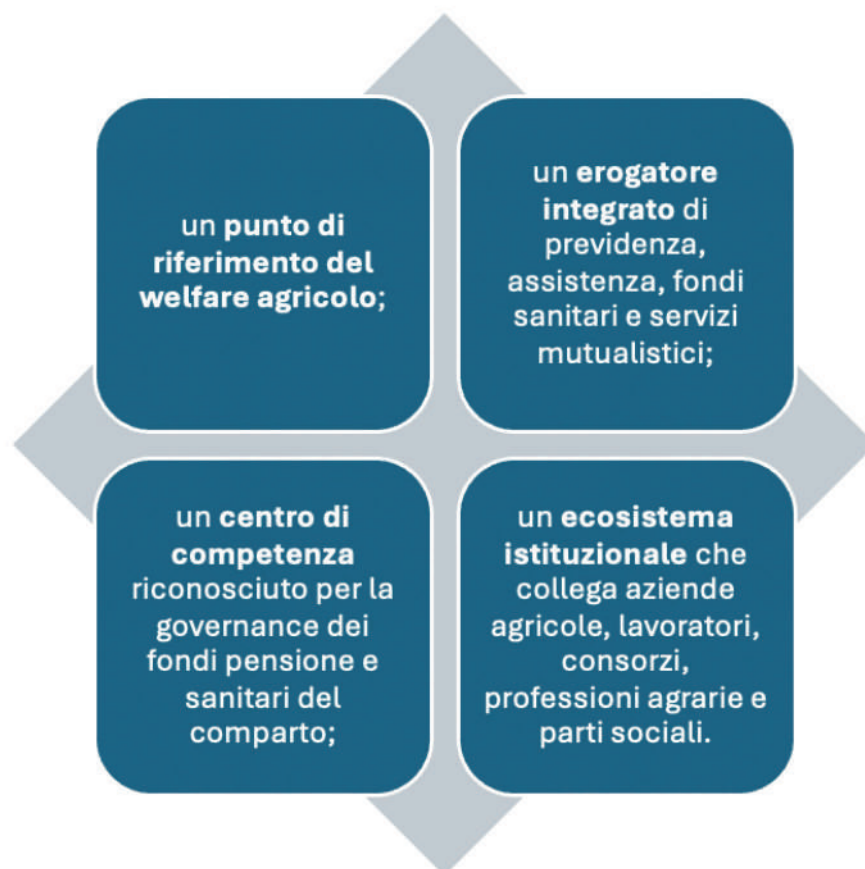 un punto di
riferimento del
welfare agricolo;
un erogatore
integrato di
previdenza,
assistenza, fondi
sanitari e servizi
mutualistici;
un centro di
competenza
riconosciuto per la
governance dei
fondi pensione e
sanitari del
comparto;
un ecosistema
istituzionale che
collega aziende
agricole, lavoratori,
consorzi,
professioni agrarie e
parti sociali.